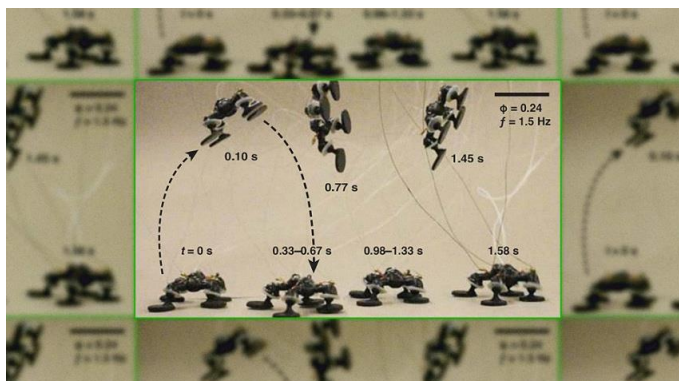 ϕ = 0.24
f = 1.5 Hz
0.10 s
0.77 s
1.45 s
t = 0 s
0.33–0.67 s
0.98–1.33 s
1.58 s